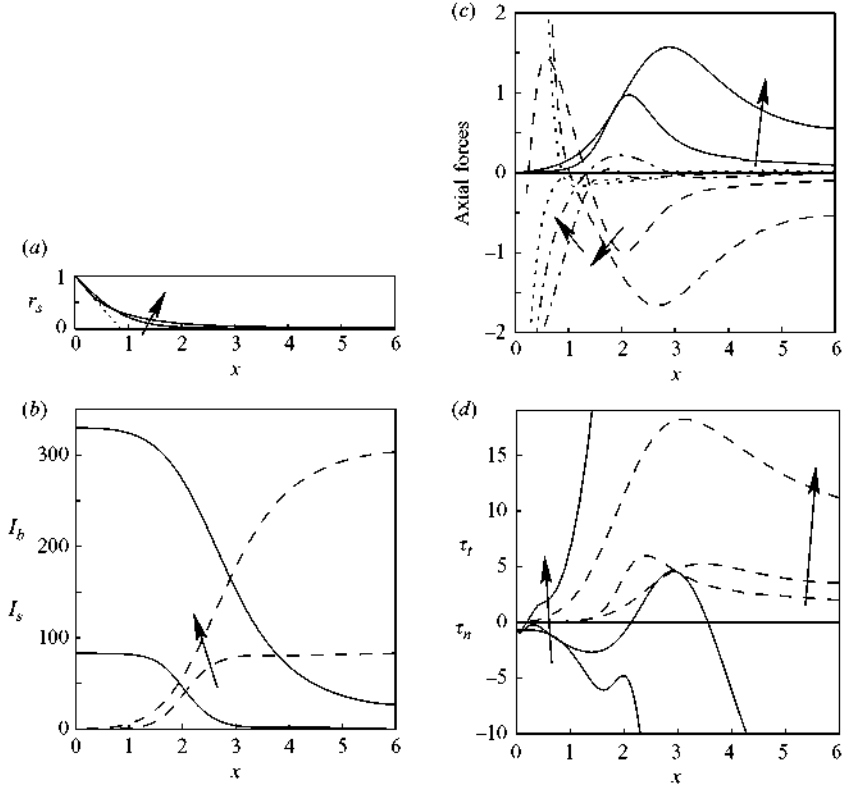 (a)
1
r_s
0
0 1 2 3 4 5 6
x
(b)
300
I_b
200
I_s
100
0
0 1 2 3 4 5 6
x
(c)
2
1
Axial forces
0
–1
–2
0 1 2 3 4 5 6
x
(d)
15
10
τ_t
5
0
τ_n
–5
–10
0 1 2 3 4 5 6
x